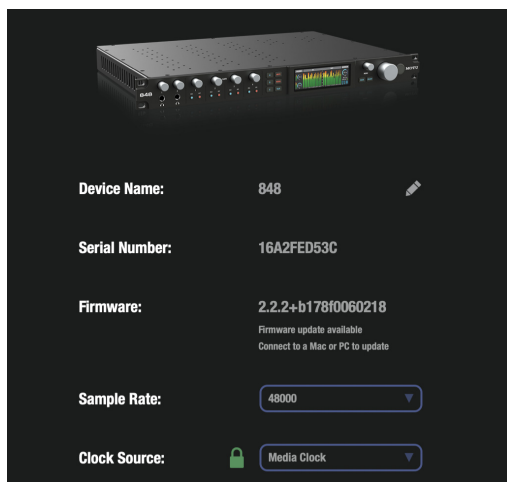 848
MOTU
Device Name:
848
Serial Number:
16A2FED53C
Firmware:
2.2.2+b178f0060218
Firmware update available
Connect to a Mac or PC to update
Sample Rate:
48000
Clock Source:
Media Clock